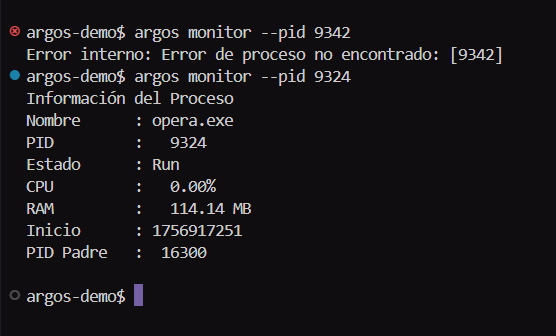 argos-demo$ argos monitor --pid 9342
Error interno: Error de proceso no encontrado: [9342]
argos-demo$ argos monitor --pid 9324
Información del Proceso
Nombre     : opera.exe
PID        :   9324
Estado     : Run
CPU        :   0.00%
RAM        :   114.14 MB
Inicio     : 1756917251
PID Padre  :  16300
argos-demo$